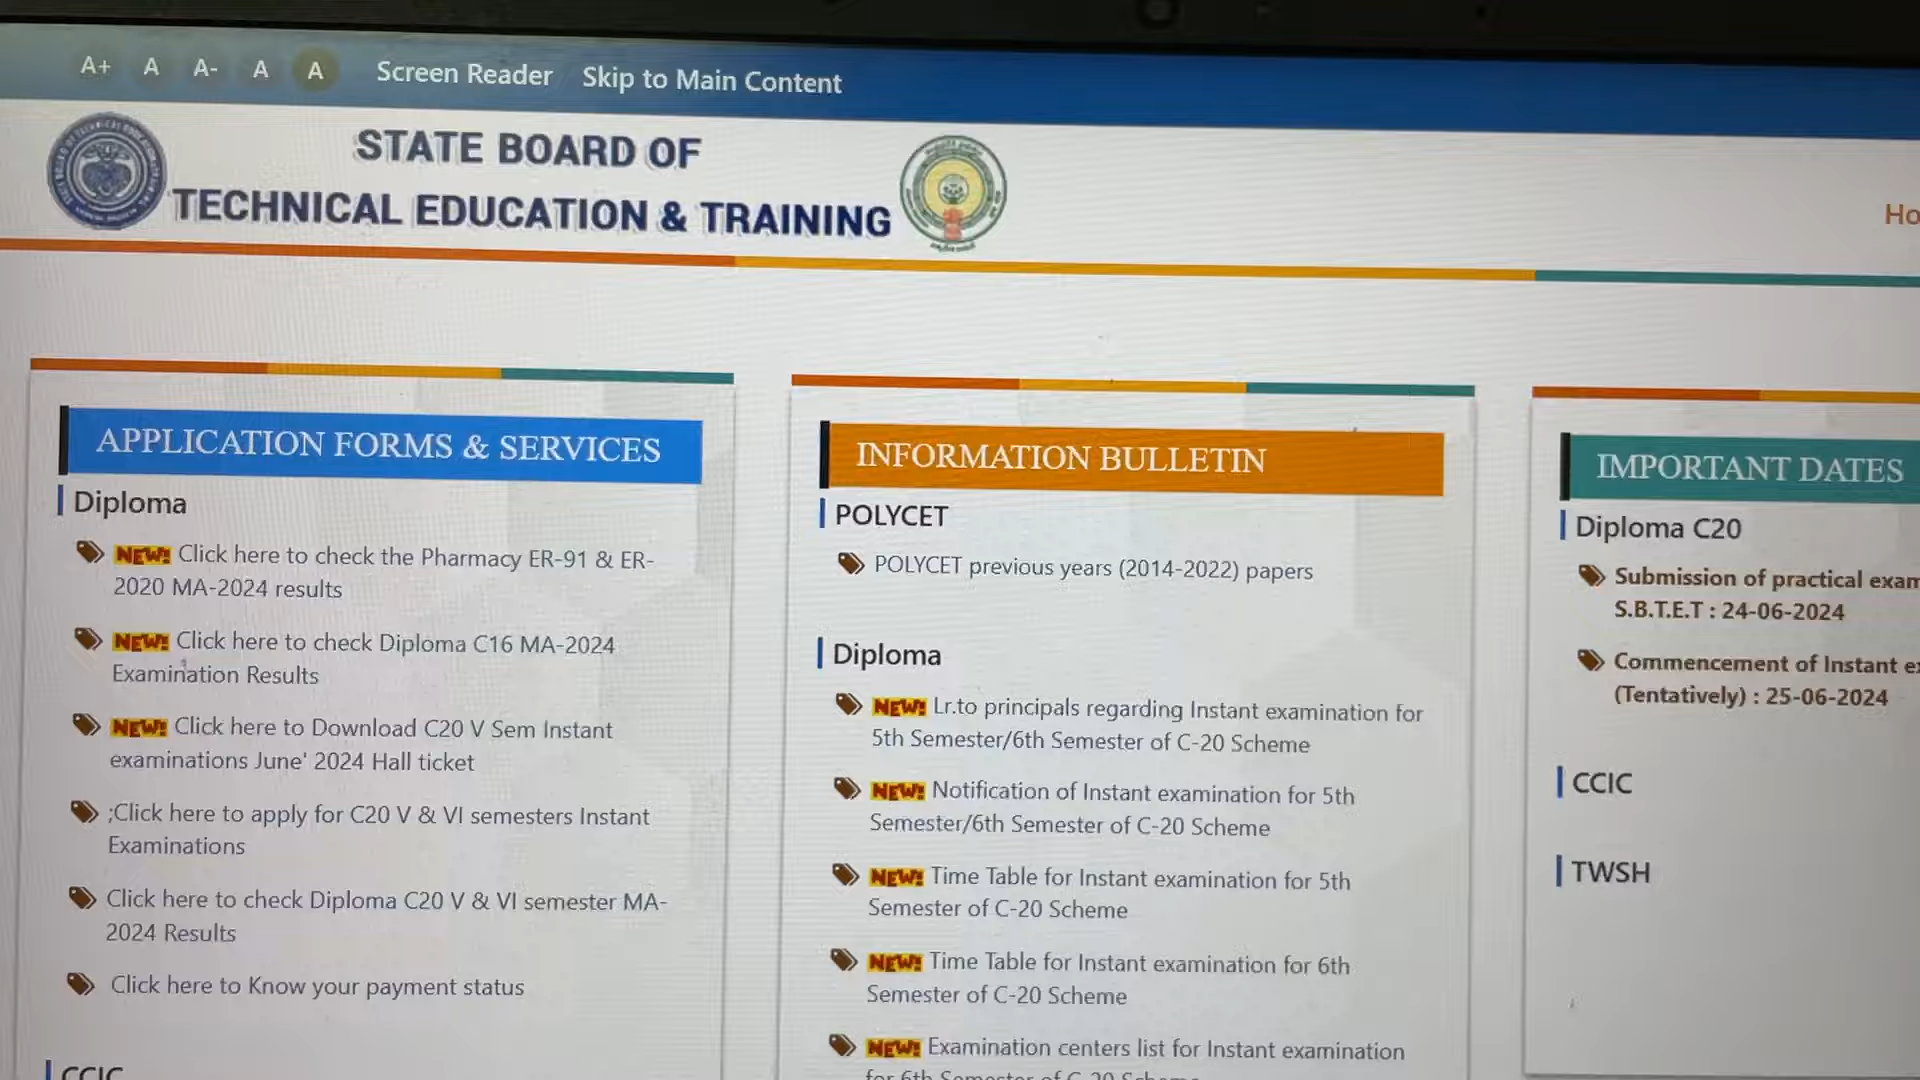 A+ A A- A A Screen Reader Skip to Main Content
STATE BOARD OF
TECHNICAL EDUCATION & TRAINING
Ho
APPLICATION FORMS & SERVICES
Diploma
NEW! Click here to check the Pharmacy ER-91 & ER-
2020 MA-2024 results
NEW! Click here to check Diploma C16 MA-2024
Examination Results
NEW! Click here to Download C20 V Sem Instant
examinations June' 2024 Hall ticket
;Click here to apply for C20 V & VI semesters Instant
Examinations
Click here to check Diploma C20 V & VI semester MA-
2024 Results
Click here to Know your payment status
CCIC
INFORMATION BULLETIN
POLYCET
POLYCET previous years (2014-2022) papers
Diploma
NEW! Lr.to principals regarding Instant examination for
5th Semester/6th Semester of C-20 Scheme
NEW! Notification of Instant examination for 5th
Semester/6th Semester of C-20 Scheme
NEW! Time Table for Instant examination for 5th
Semester of C-20 Scheme
NEW! Time Table for Instant examination for 6th
Semester of C-20 Scheme
NEW! Examination centers list for Instant examination
for 6th Semester of C-20 Scheme
IMPORTANT DATES
Diploma C20
Submission of practical exam
S.B.T.E.T : 24-06-2024
Commencement of Instant ex
(Tentatively) : 25-06-2024
CCIC
TWSH